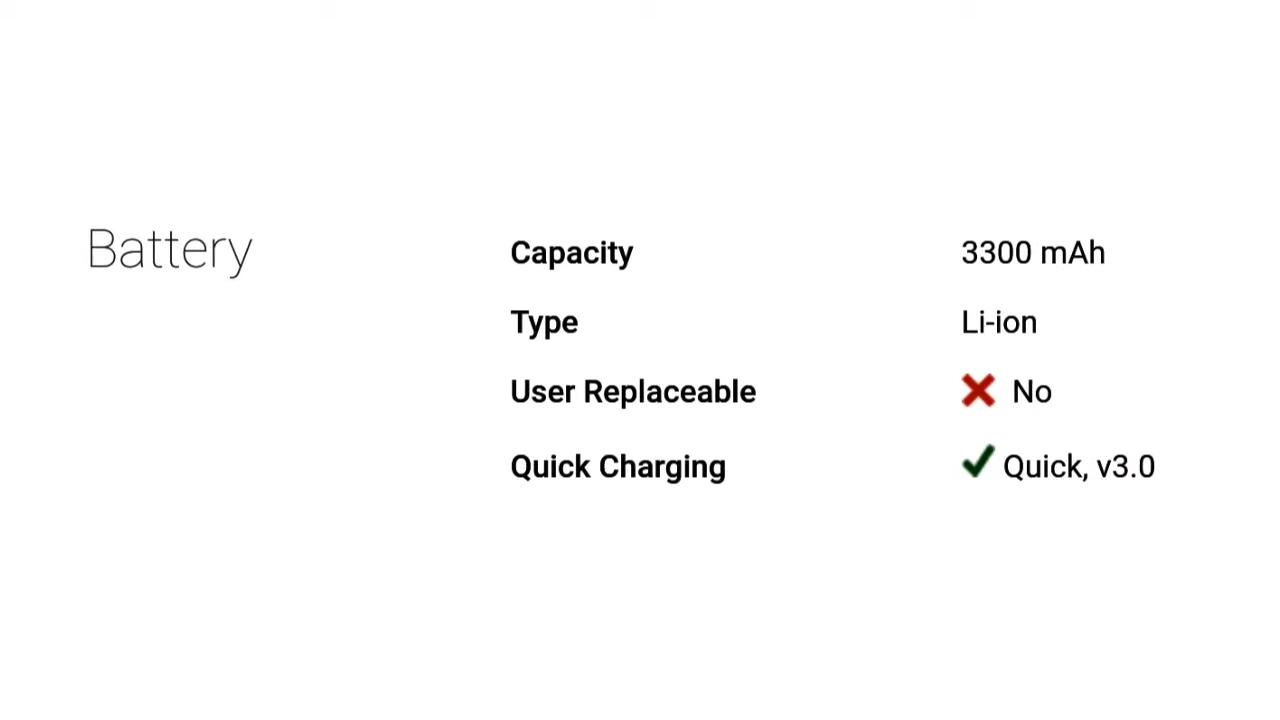 Battery
Capacity 3300 mAh
Type Li-ion
User Replaceable No
Quick Charging Quick, v3.0